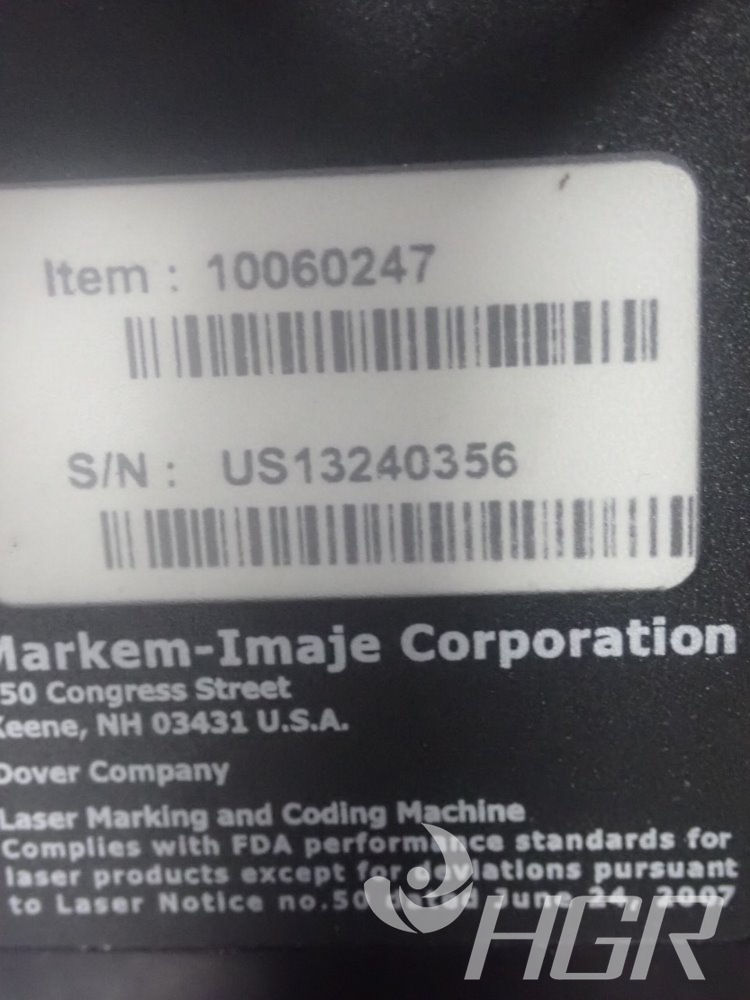 Item : 10060247
S/N : US13240356
Markem-Imaje Corporation
50 Congress Street
Keene, NH 03431 U.S.A.
Dover Company
Laser Marking and Coding Machine
Complies with FDA performance standards for
laser products except for deviations pursuant
to Laser Notice no.50 dated June 24, 2007
HGR